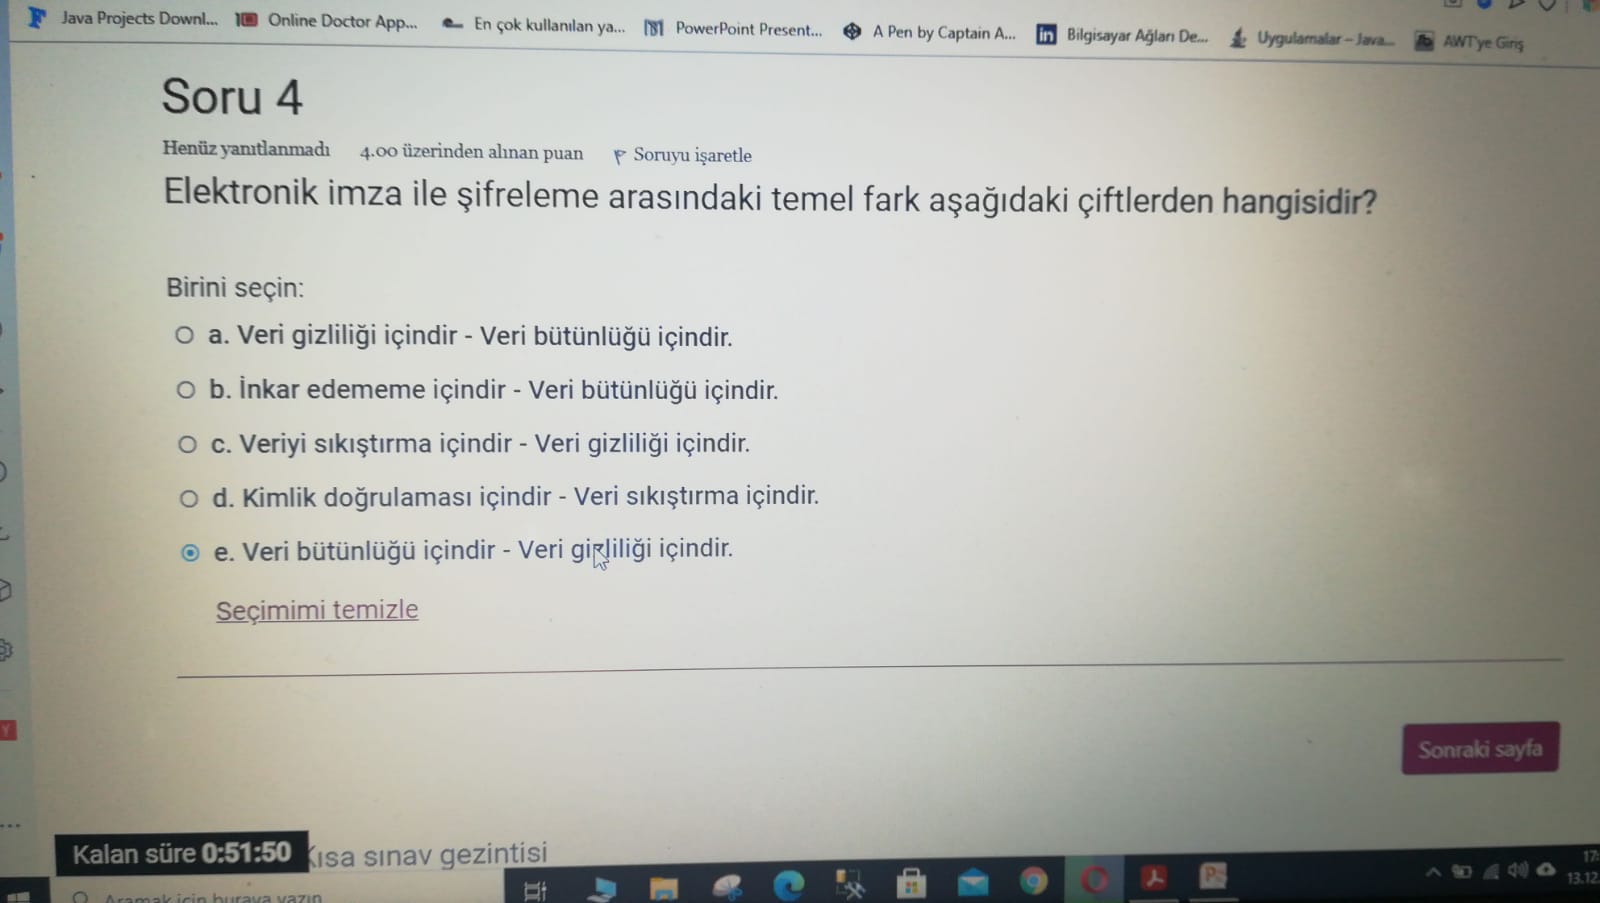 Java Projects Downl...
Online Doctor App...
En çok kullanılan ya...
PowerPoint Present...
A Pen by Captain A...
Bilgisayar Ağları De...
Uygulamalar – Java...
AWT'ye Giriş
Soru 4
Henüz yanıtlanmadı 4.00 üzerinden alınan puan Soruyu işaretle
Elektronik imza ile şifreleme arasındaki temel fark aşağıdaki çiftlerden hangisidir?
Birini seçin:
a. Veri gizliliği içindir - Veri bütünlüğü içindir.
b. İnkar edememe içindir - Veri bütünlüğü içindir.
c. Veriyi sıkıştırma içindir - Veri gizliliği içindir.
d. Kimlik doğrulaması içindir - Veri sıkıştırma içindir.
e. Veri bütünlüğü içindir - Veri gizliliği içindir.
Seçimimi temizle
Sonraki sayfa
Kalan süre 0:51:50 Kısa sınav gezintisi
Aramak için buraya yazın
17:
13.12